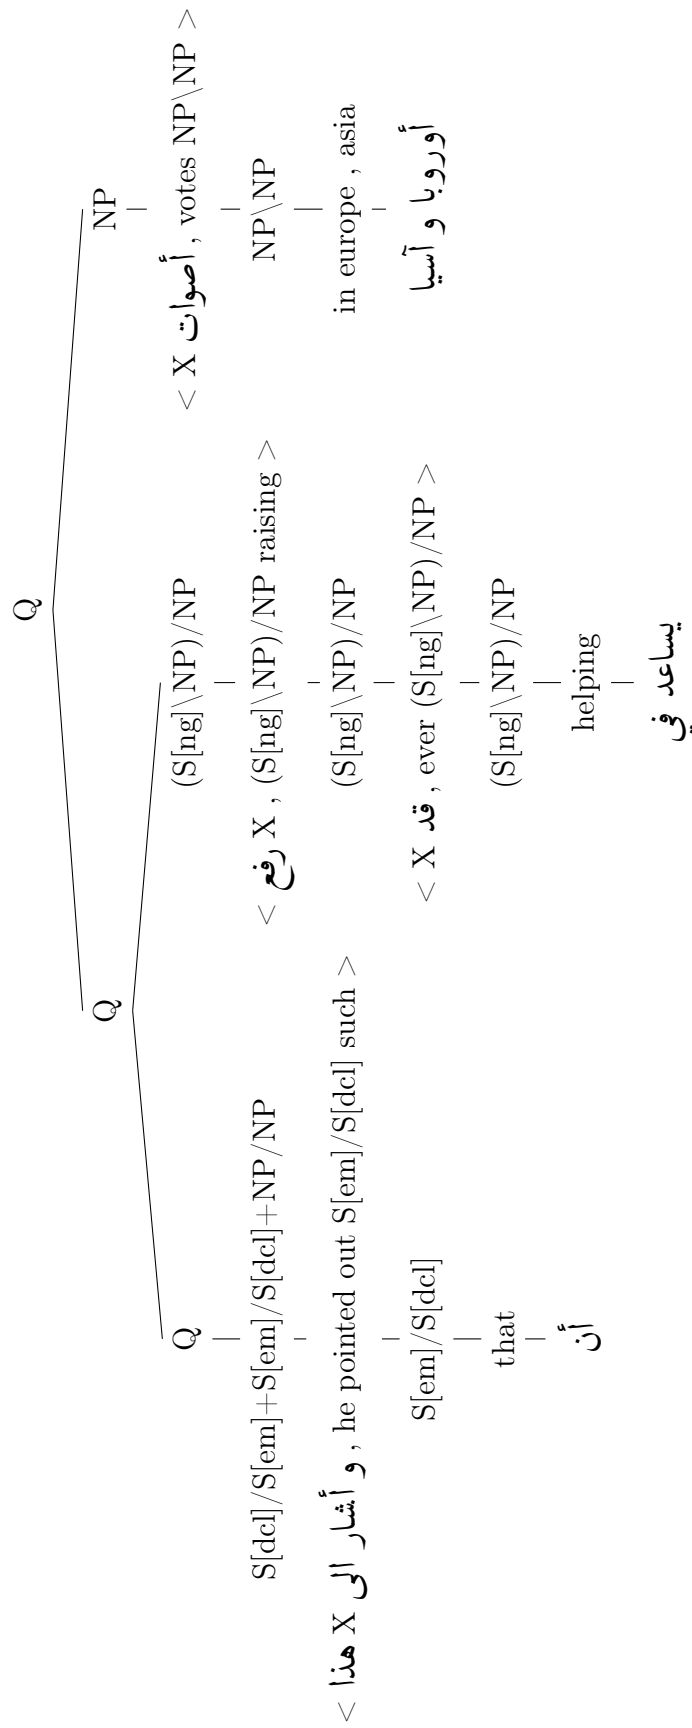 Q
Q
NP
Q
(S[ng]\NP)/NP
< X أصوات , votes NP\NP >
S[dcl]/S[em]+S[em]/S[dcl]+NP/NP
< رفع X , (S[ng]\NP)/NP raising >
NP\NP
< هذا X و أشار الى , he pointed out S[em]/S[dcl] such >
(S[ng]\NP)/NP
in europe , asia
S[em]/S[dcl]
< X قد , ever (S[ng]\NP)/NP >
أوروبا و آسيا
that
(S[ng]\NP)/NP
أن
helping
يساعد في